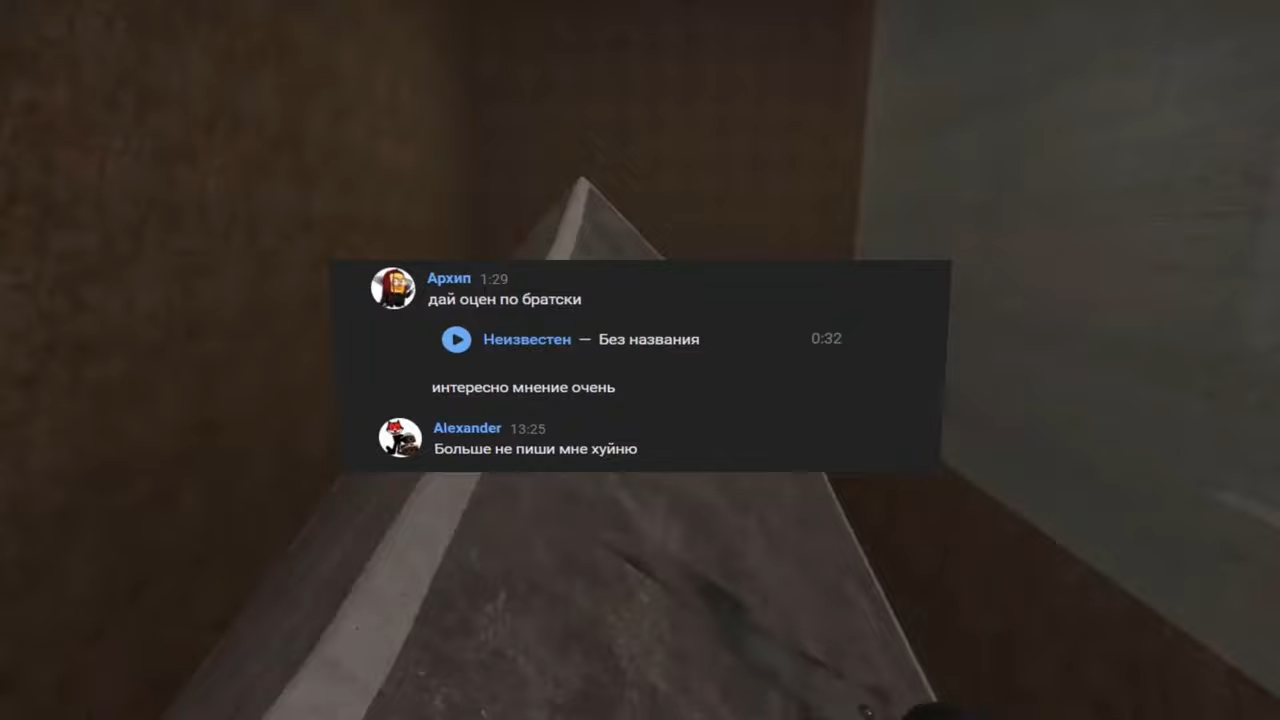 Архип 1:29
дай оцен по братски
Неизвестен — Без названия 0:32
интересно мнение очень
Alexander 13:25
Больше не пиши мне хуйню